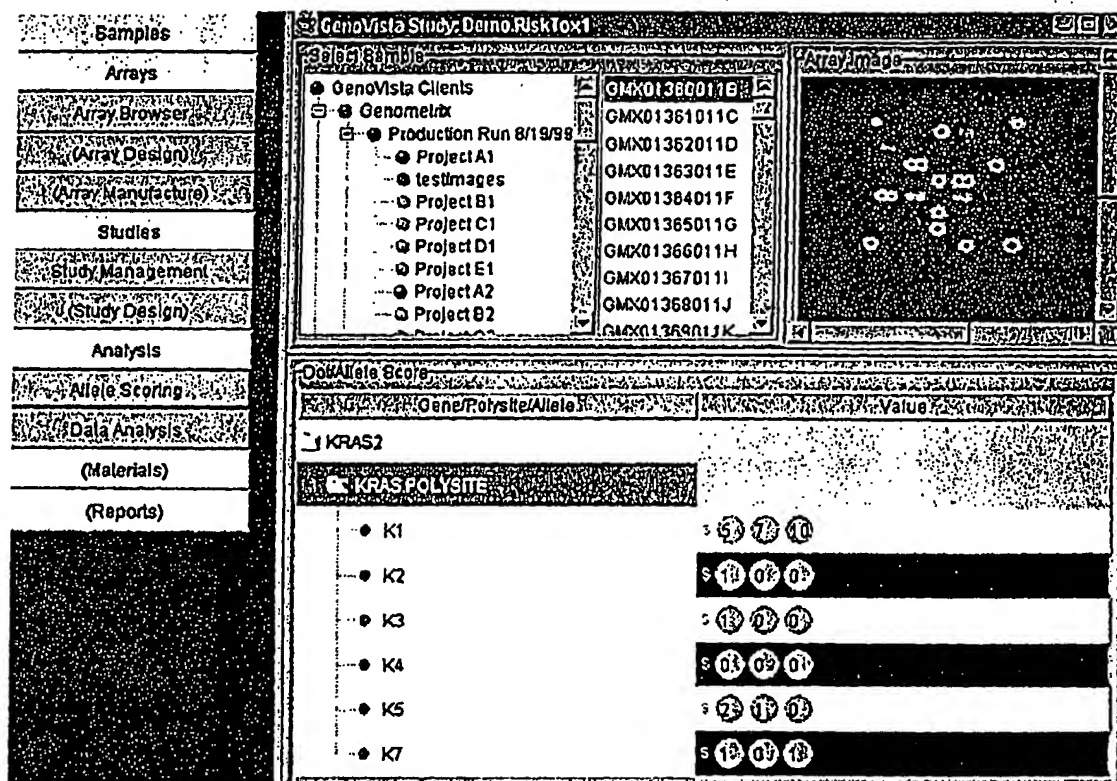 Samples
Arrays
Array Browser
(Array Design)
(Array Manufacture)
Studies
Study Management
(Study Design)
Analysis
Allele Scoring
Data Analysis
(Materials)
(Reports)
GenoVista Study: Demo.RiskTox1
Select Sample
GenoVista Clients
Genometrix
Production Run 8/19/98
Project A1
testimages
Project B1
Project C1
Project D1
Project E1
Project A2
Project B2
GMX01361011C
GMX01362011D
GMX01363011E
GMX01364011F
GMX01365011G
GMX01366011H
GMX01367011I
GMX01368011J
GMX01369011K
Array Image
Dot/Allele Score
Gene/Polysite/Allele
Value
KRAS2
KRAS POLYSITE
K1
S
K2
S
K3
S
K4
S
K5
S
K7
S